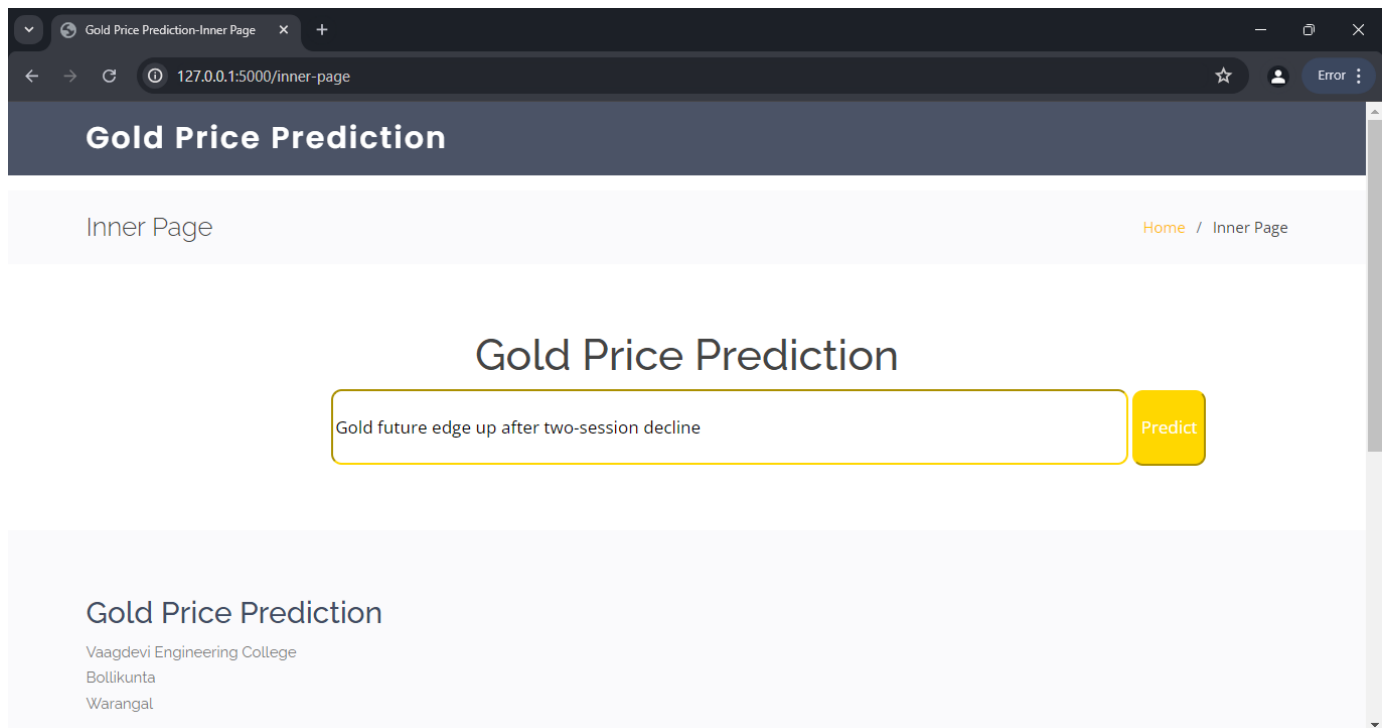 Gold Price Prediction-Inner Page
127.0.0.1:5000/inner-page
Error
Gold Price Prediction
Inner Page
Home / Inner Page
Gold Price Prediction
Gold future edge up after two-session decline
Predict
Gold Price Prediction
Vaagdevi Engineering College
Bollikunta
Warangal